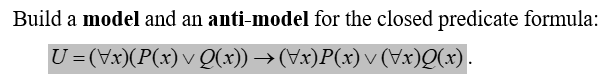 Build a model and an anti-model for the closed predicate formula:
U = (∀x)(P(x) ∨ Q(x)) → (∀x)P(x) ∨ (∀x)Q(x).